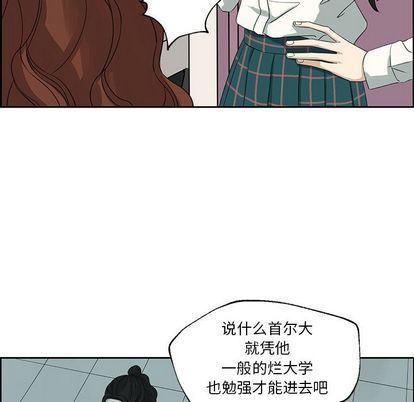 说什么首尔大
就凭他
一般的烂大学
也勉强才能进去吧